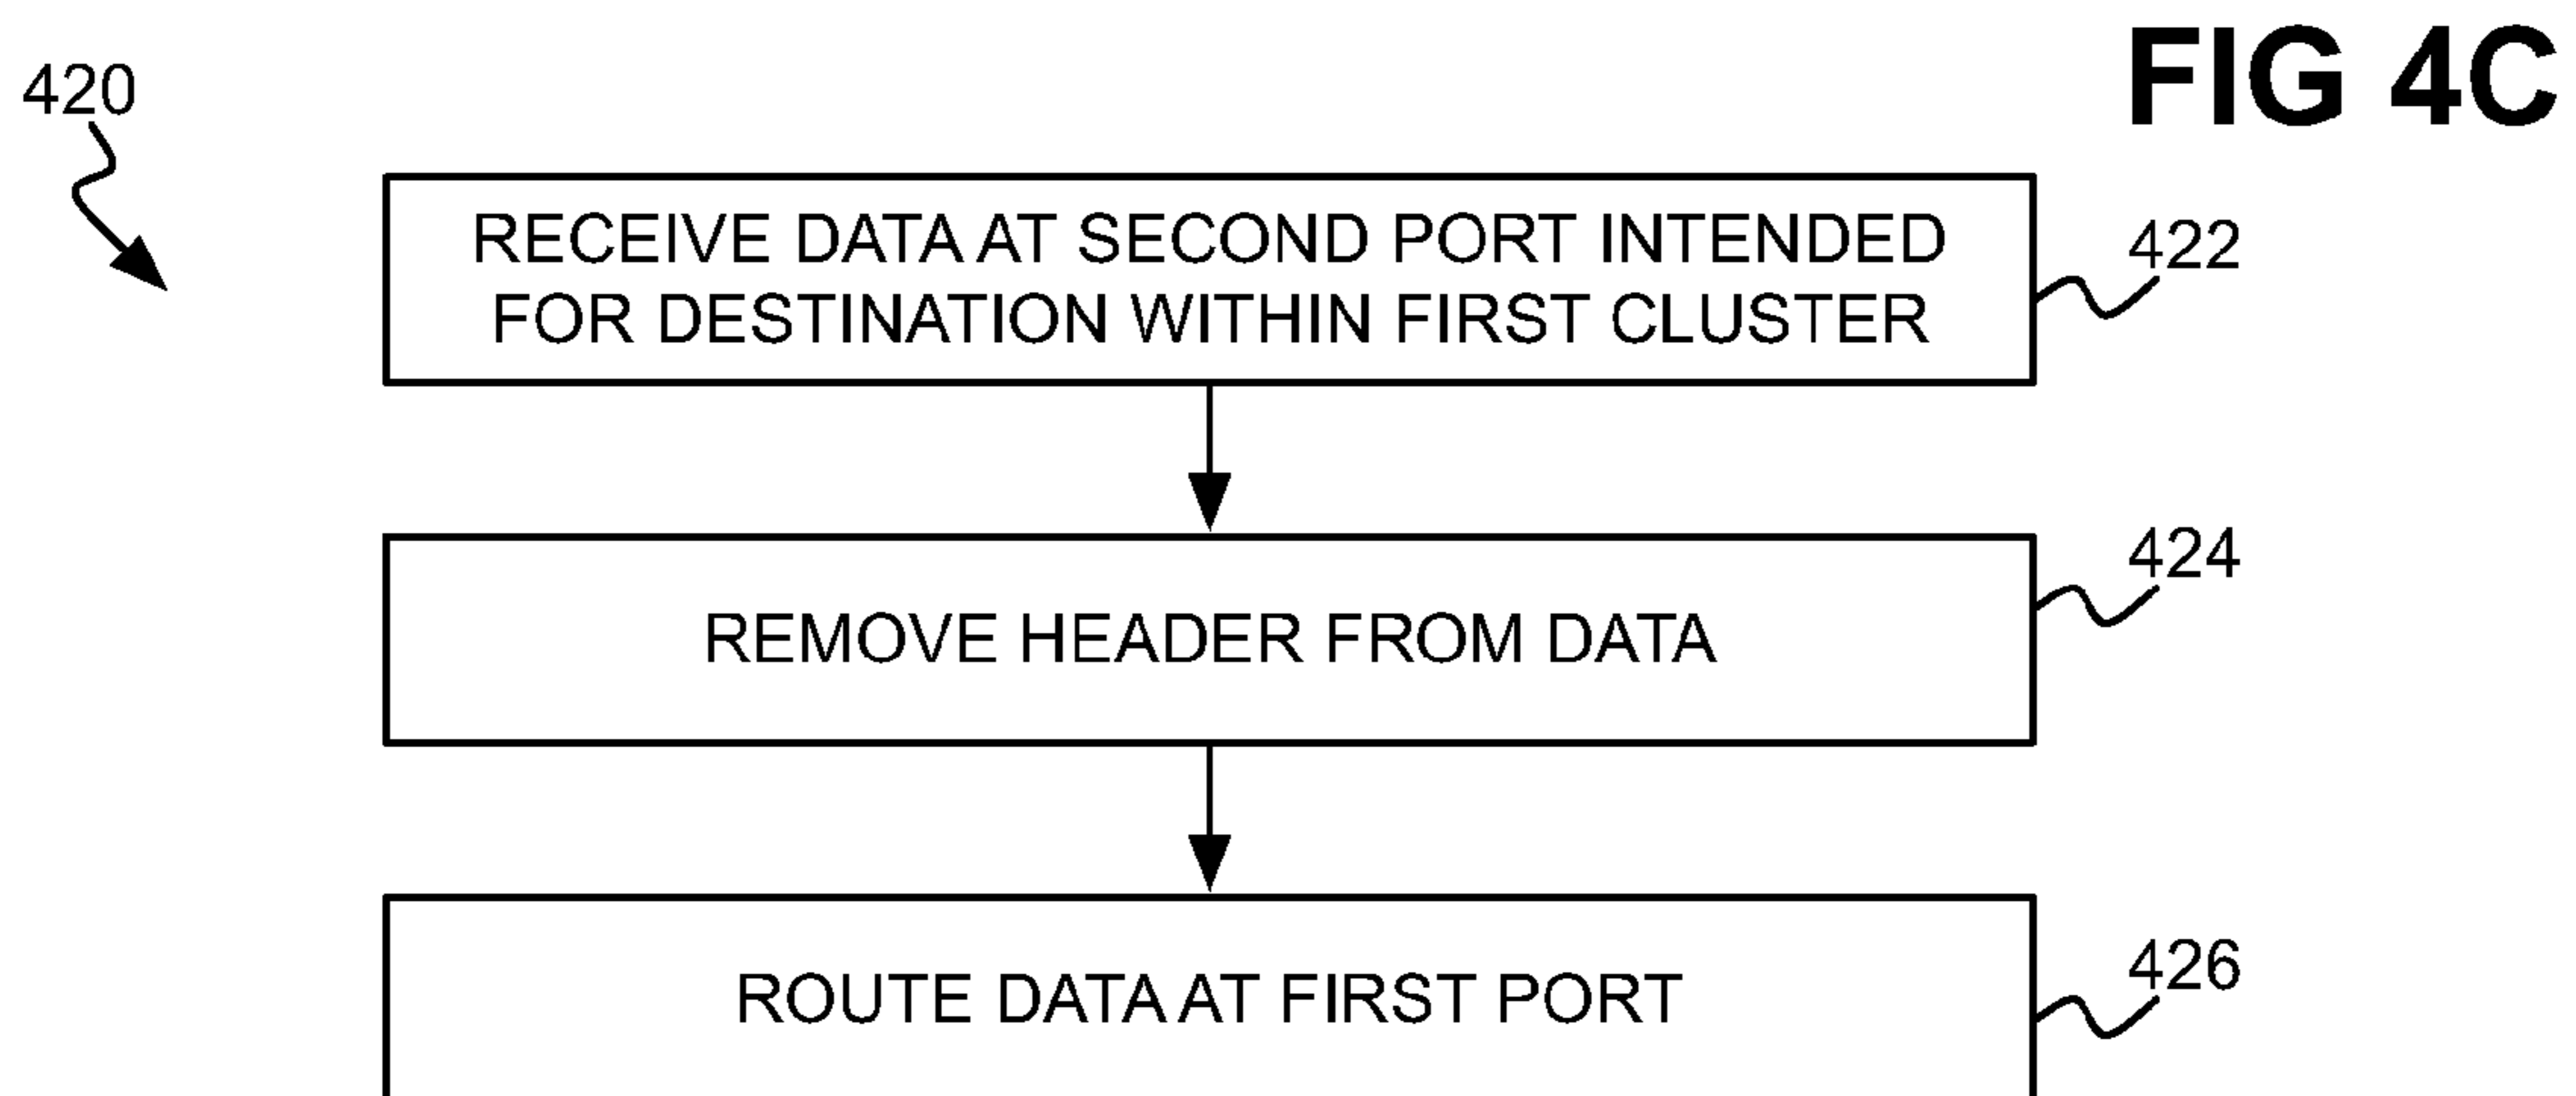 FIG 4C
420
RECEIVE DATA AT SECOND PORT INTENDED
FOR DESTINATION WITHIN FIRST CLUSTER
422
REMOVE HEADER FROM DATA
424
ROUTE DATA AT FIRST PORT
426